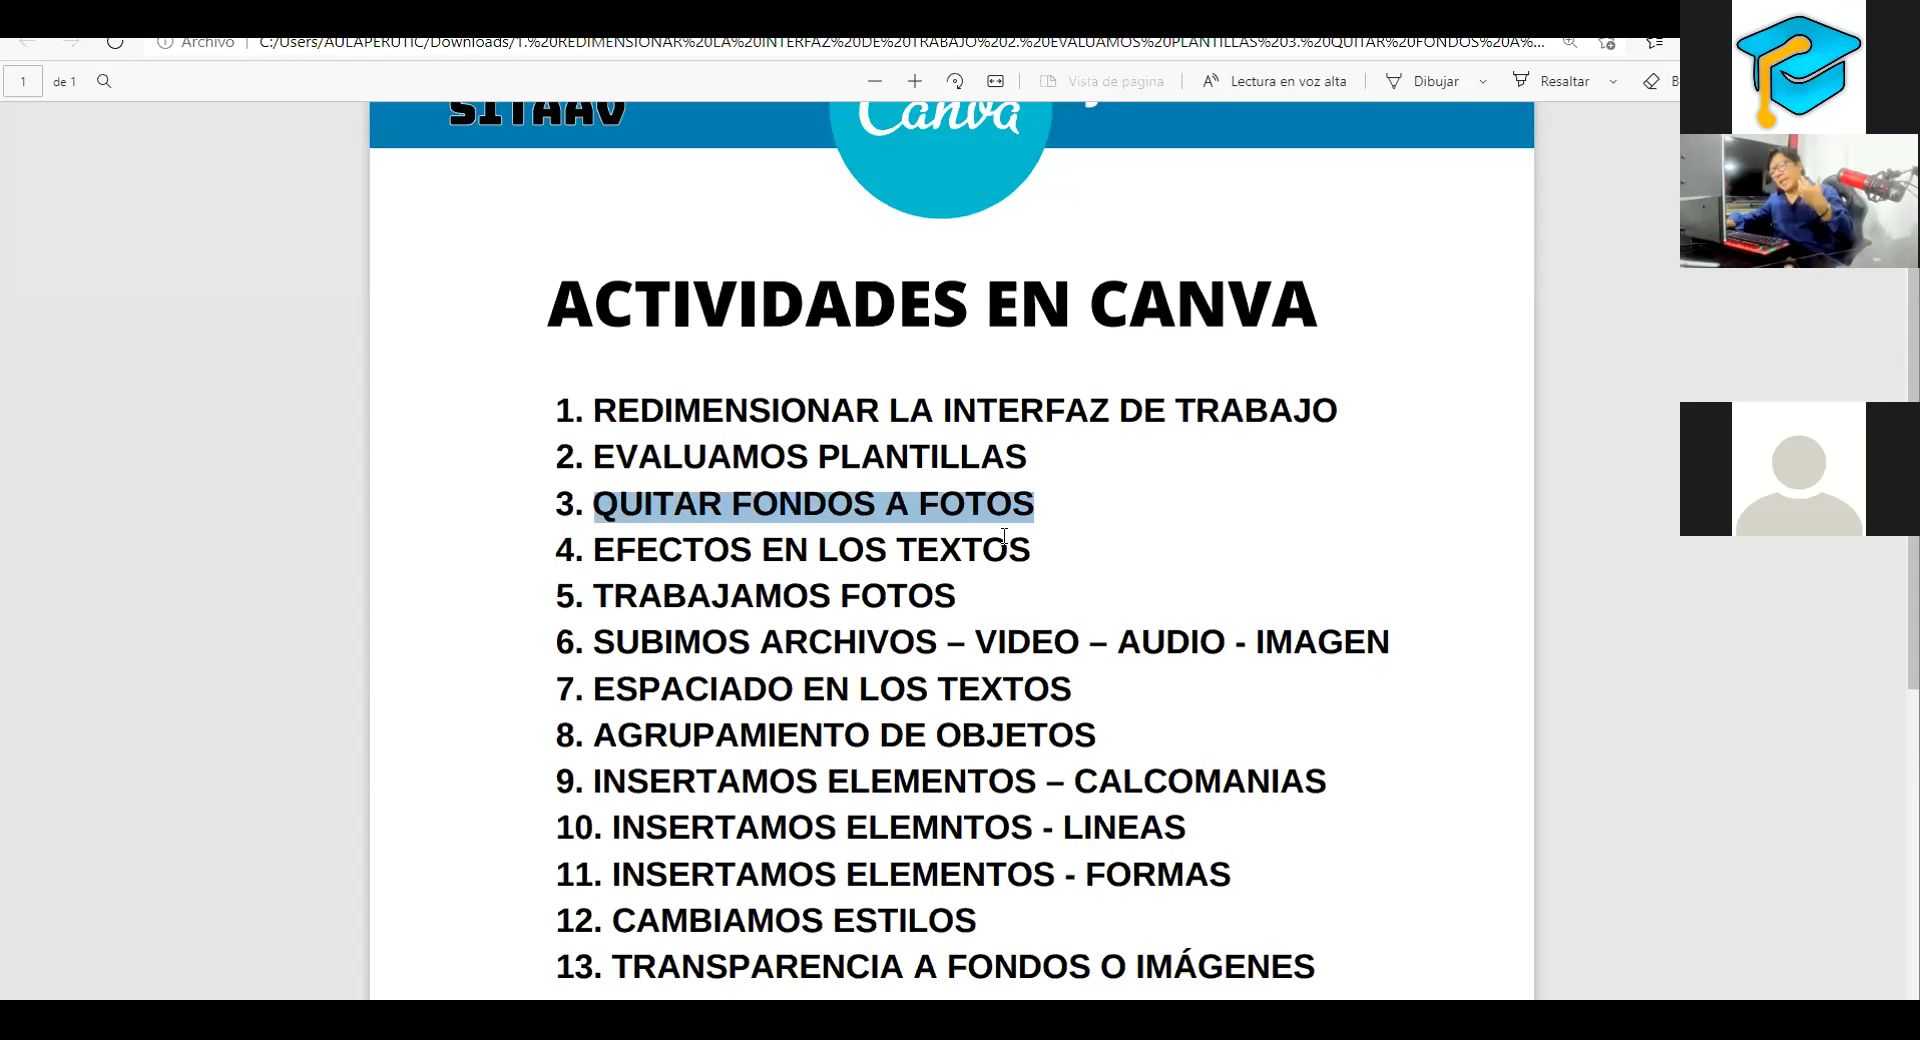 Archivo C:/Users/AULAPERUTIC/Downloads/1.%20REDIMENSIONAR%20LA%20INTERFAZ%20DE%20TRABAJO%202.%20EVALUAMOS%20PLANTILLAS%203.%20QUITAR%20FONDOS%20A%...
1 de 1 Vista de página Lectura en voz alta Dibujar Resaltar
SITAAV Canva
ACTIVIDADES EN CANVA
1. REDIMENSIONAR LA INTERFAZ DE TRABAJO
2. EVALUAMOS PLANTILLAS
3. QUITAR FONDOS A FOTOS
4. EFECTOS EN LOS TEXTOS
5. TRABAJAMOS FOTOS
6. SUBIMOS ARCHIVOS – VIDEO – AUDIO - IMAGEN
7. ESPACIADO EN LOS TEXTOS
8. AGRUPAMIENTO DE OBJETOS
9. INSERTAMOS ELEMENTOS – CALCOMANIAS
10. INSERTAMOS ELEMNTOS - LINEAS
11. INSERTAMOS ELEMENTOS - FORMAS
12. CAMBIAMOS ESTILOS
13. TRANSPARENCIA A FONDOS O IMÁGENES